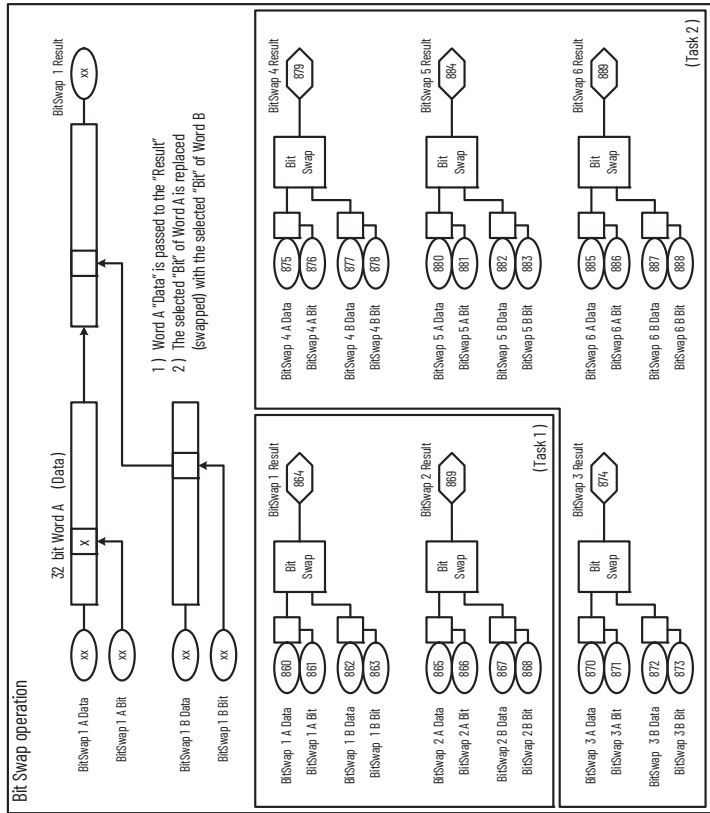 Bit Swap operation
32 bit Word A (Data)
BitSwap 1 A Data
xx
X
BitSwap 1 Result
xx
BitSwap 1 A Bit
xx
BitSwap 1 B Data
xx
BitSwap 1 B Bit
xx
1 ) Word A “Data” is passed to the “Result”
2 ) The selected “Bit” of Word A is replaced
(swapped) with the selected “Bit” of Word B
BitSwap 1 A Data
860
BitSwap 1 A Bit
861
BitSwap 1 B Data
862
BitSwap 1 B Bit
863
Bit
Swap
BitSwap 1 Result
864
BitSwap 2 A Data
865
BitSwap 2 A Bit
866
BitSwap 2 B Data
867
BitSwap 2 B Bit
868
Bit
Swap
BitSwap 2 Result
869
(Task 1 )
BitSwap 3 A Data
870
BitSwap 3 A Bit
871
BitSwap 3 B Data
872
BitSwap 3 B Bit
873
Bit
Swap
BitSwap 3 Result
874
BitSwap 4 A Data
875
BitSwap 4 A Bit
876
BitSwap 4 B Data
877
BitSwap 4 B Bit
878
Bit
Swap
BitSwap 4 Result
879
BitSwap 5 A Data
880
BitSwap 5 A Bit
881
BitSwap 5 B Data
882
BitSwap 5 B Bit
883
Bit
Swap
BitSwap 5 Result
884
BitSwap 6 A Data
885
BitSwap 6 A Bit
886
BitSwap 6 B Data
887
BitSwap 6 B Bit
888
Bit
Swap
BitSwap 6 Result
889
(Task 2 )